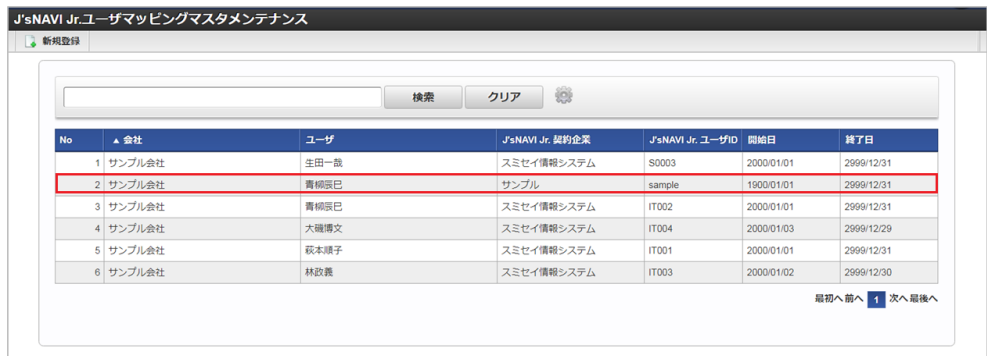 J'sNAVI Jr.ユーザマッピングマスタメンテナンス
新規登録
検索 クリア
No ▲ 会社 ユーザ J'sNAVI Jr. 契約企業 J'sNAVI Jr. ユーザID 開始日 終了日
1 サンプル会社 生田一哉 スミセイ情報システム S0003 2000/01/01 2999/12/31
2 サンプル会社 青柳辰巳 サンプル sample 1900/01/01 2999/12/31
3 サンプル会社 青柳辰巳 スミセイ情報システム IT002 2000/01/01 2999/12/31
4 サンプル会社 大磯博文 スミセイ情報システム IT004 2000/01/03 2999/12/29
5 サンプル会社 萩本順子 スミセイ情報システム IT001 2000/01/01 2999/12/31
6 サンプル会社 林政義 スミセイ情報システム IT003 2000/01/02 2999/12/30
最初へ 前へ 1 次へ 最後へ